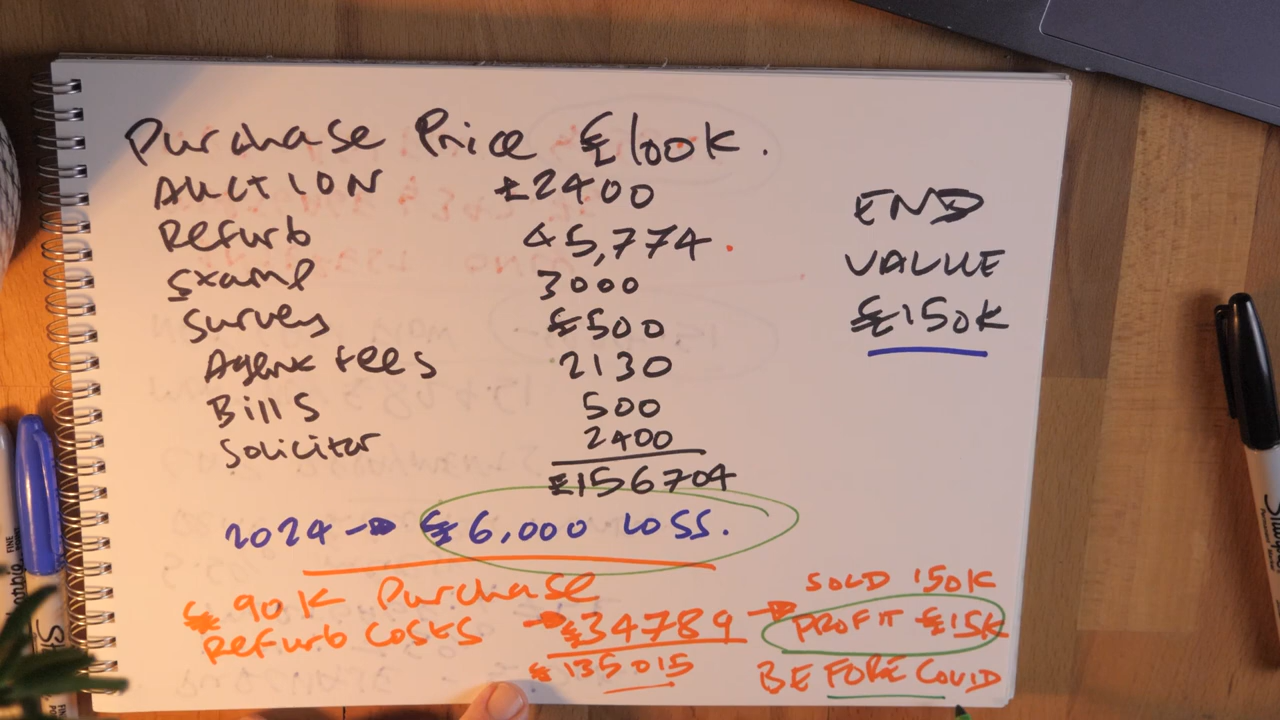 Purchase Price £100K.
AUCTION £2400
Refurb 45,774
Stamp 3000
Survey £500
Agent fees 2130
Bills 500
Solicitor 2400
£156704
END
VALUE
£150K
2024 → £6,000 LOSS.
£90K Purchase
Refurb Costs → £34789 →
£135015
SOLD 150K
PROFIT £15K
BEFORE COVID
Sharpie
FINE